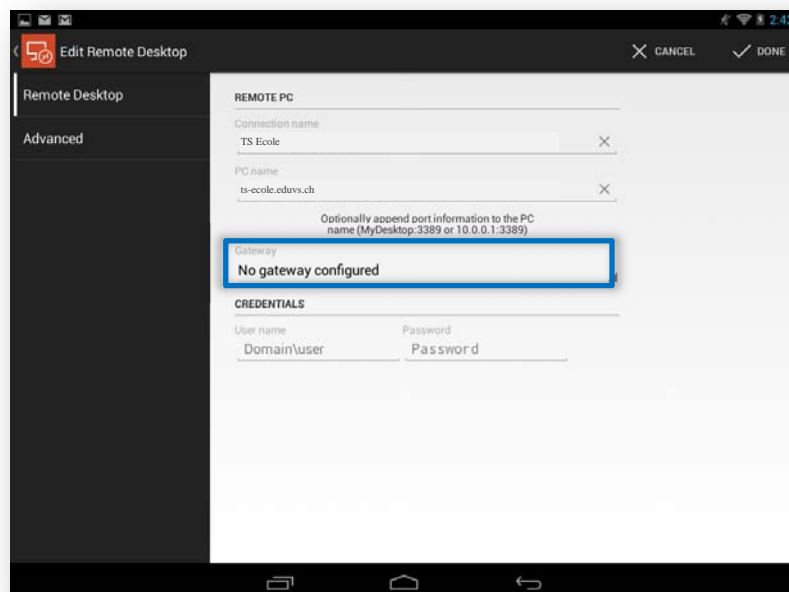 2:43
Edit Remote Desktop
CANCEL
DONE
Remote Desktop
Advanced
REMOTE PC
Connection name
TS Ecole
PC name
ts-ecole.eduvs.ch
Optionally append port information to the PC
name (MyDesktop:3389 or 10.0.0.1:3389)
Gateway
No gateway configured
CREDENTIALS
User name Password
Domain\user Password